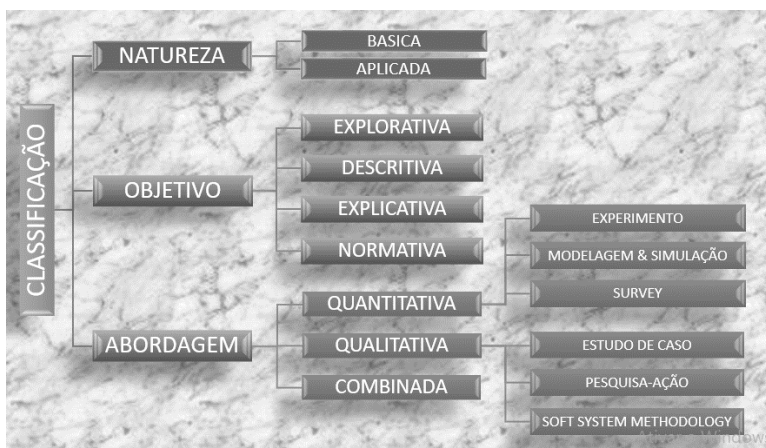 CLASSIFICAÇÃO
NATUREZA
BASICA
APLICADA
OBJETIVO
EXPLORATIVA
DESCRITIVA
EXPLICATIVA
NORMATIVA
ABORDAGEM
QUANTITATIVA
EXPERIMENTO
MODELAGEM & SIMULAÇÃO
SURVEY
QUALITATIVA
ESTUDO DE CASO
PESQUISA-AÇÃO
SOFT SYSTEM METHODOLOGY
COMBINADA